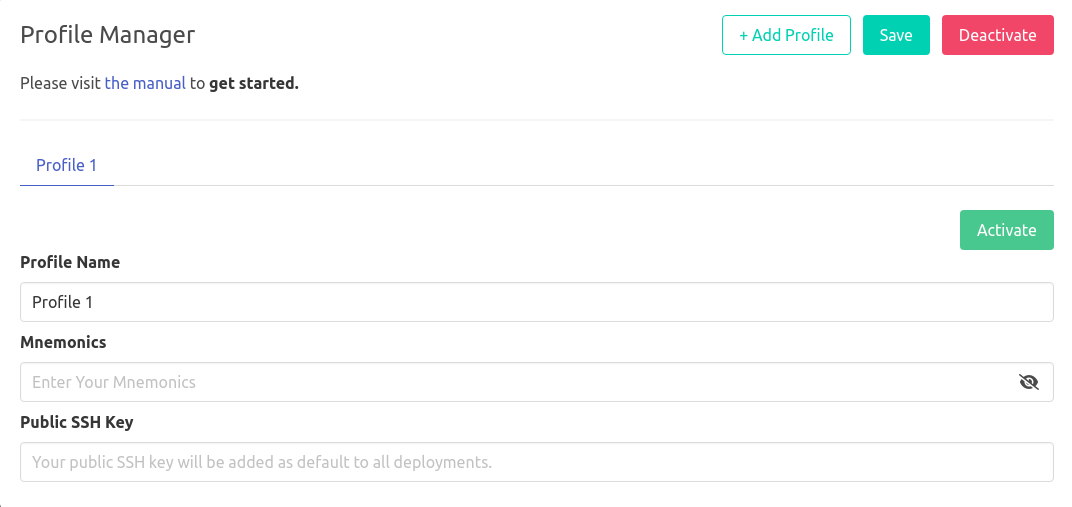 Profile Manager
+ Add Profile
Save
Deactivate
Please visit the manual to get started.
Profile 1
Activate
Profile Name
Profile 1
Mnemonics
Enter Your Mnemonics
Public SSH Key
Your public SSH key will be added as default to all deployments.